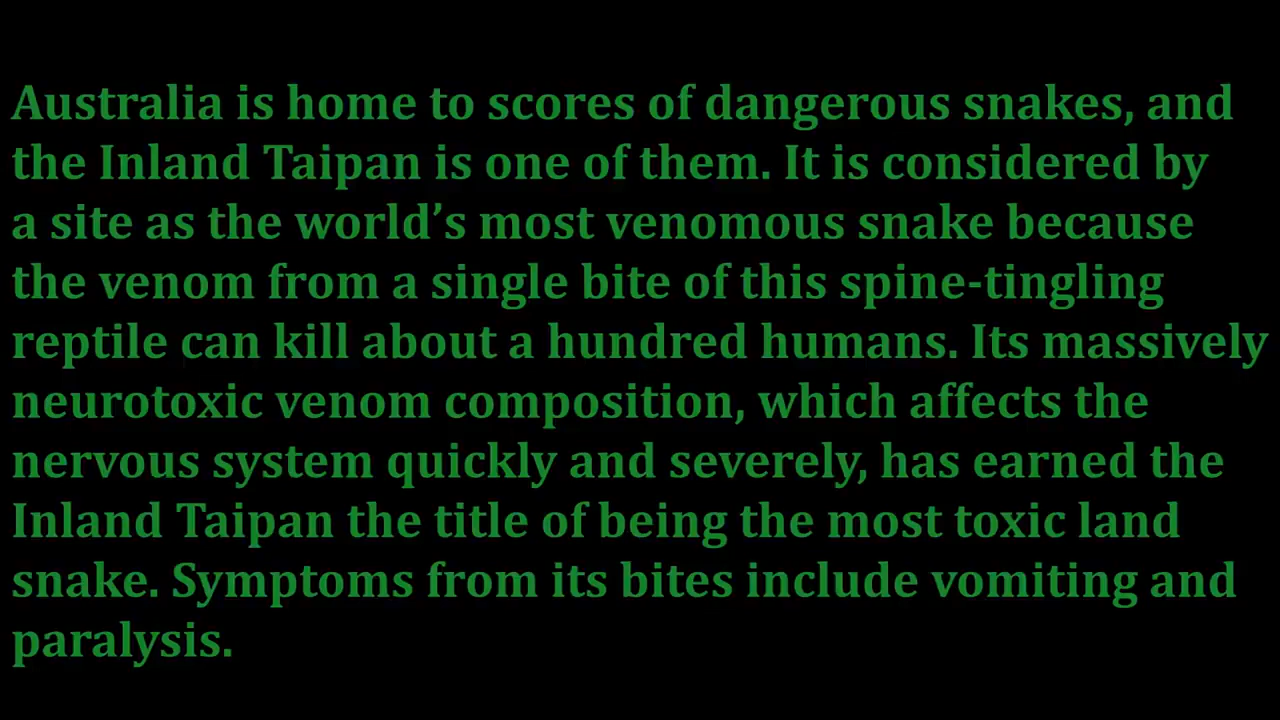 Australia is home to scores of dangerous snakes, and
the Inland Taipan is one of them. It is considered by
a site as the world’s most venomous snake because
the venom from a single bite of this spine-tingling
reptile can kill about a hundred humans. Its massively
neurotoxic venom composition, which affects the
nervous system quickly and severely, has earned the
Inland Taipan the title of being the most toxic land
snake. Symptoms from its bites include vomiting and
paralysis.